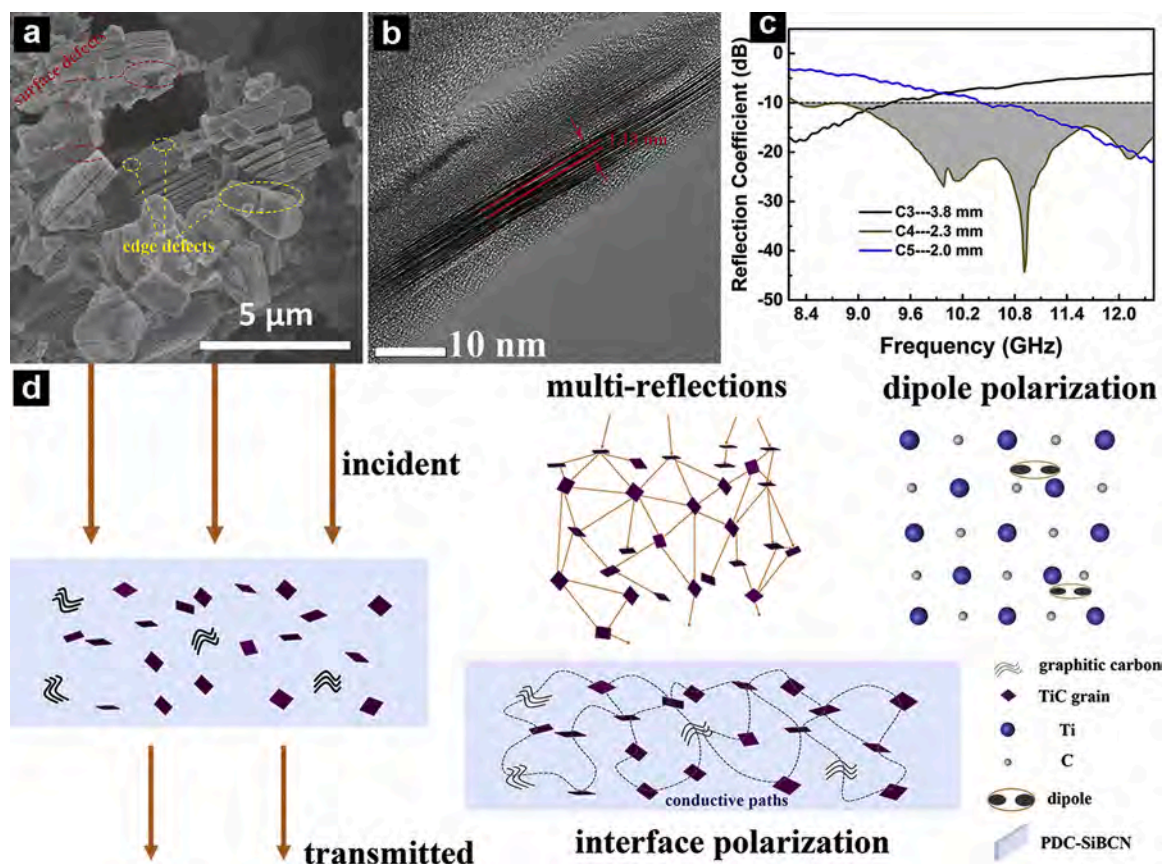 a
surface defects
edge defects
5 µm
b
10 nm
c
Reflection Coefficient (dB)
0
-10
-20
-30
-40
-50
C3---3.8 mm
C4---2.3 mm
C5---2.0 mm
8.4 9.0 9.6 10.2 10.8 11.4 12.0
Frequency (GHz)
d
incident
transmitted
multi-reflections
dipole polarization
conductive paths
interface polarization
graphitic carbon
TiC grain
Ti
C
dipole
PDC-SiBCN